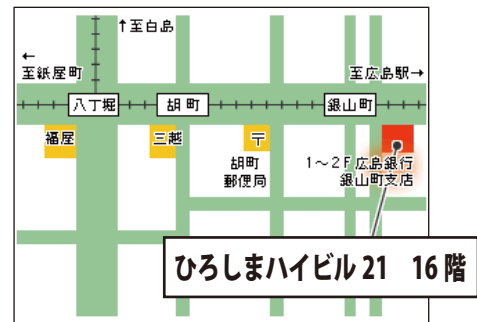 ↑至白島
←
至紙屋町
至広島駅→
八丁堀
胡町
銀山町
福屋
三越
〒
胡町
郵便局
1～2F広島銀行
銀山町支店
ひろしまハイビル21 16階